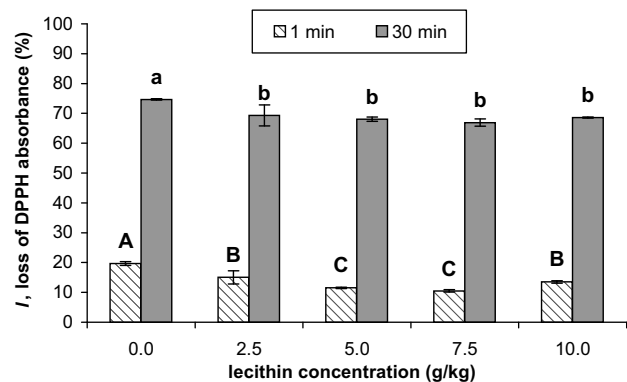 1 min 30 min
I, loss of DPPH absorbance (%)
100
90
80
70
60
50
40
30
20
10
0
a b b b b
A B C C B
0.0 2.5 5.0 7.5 10.0
lecithin concentration (g/kg)